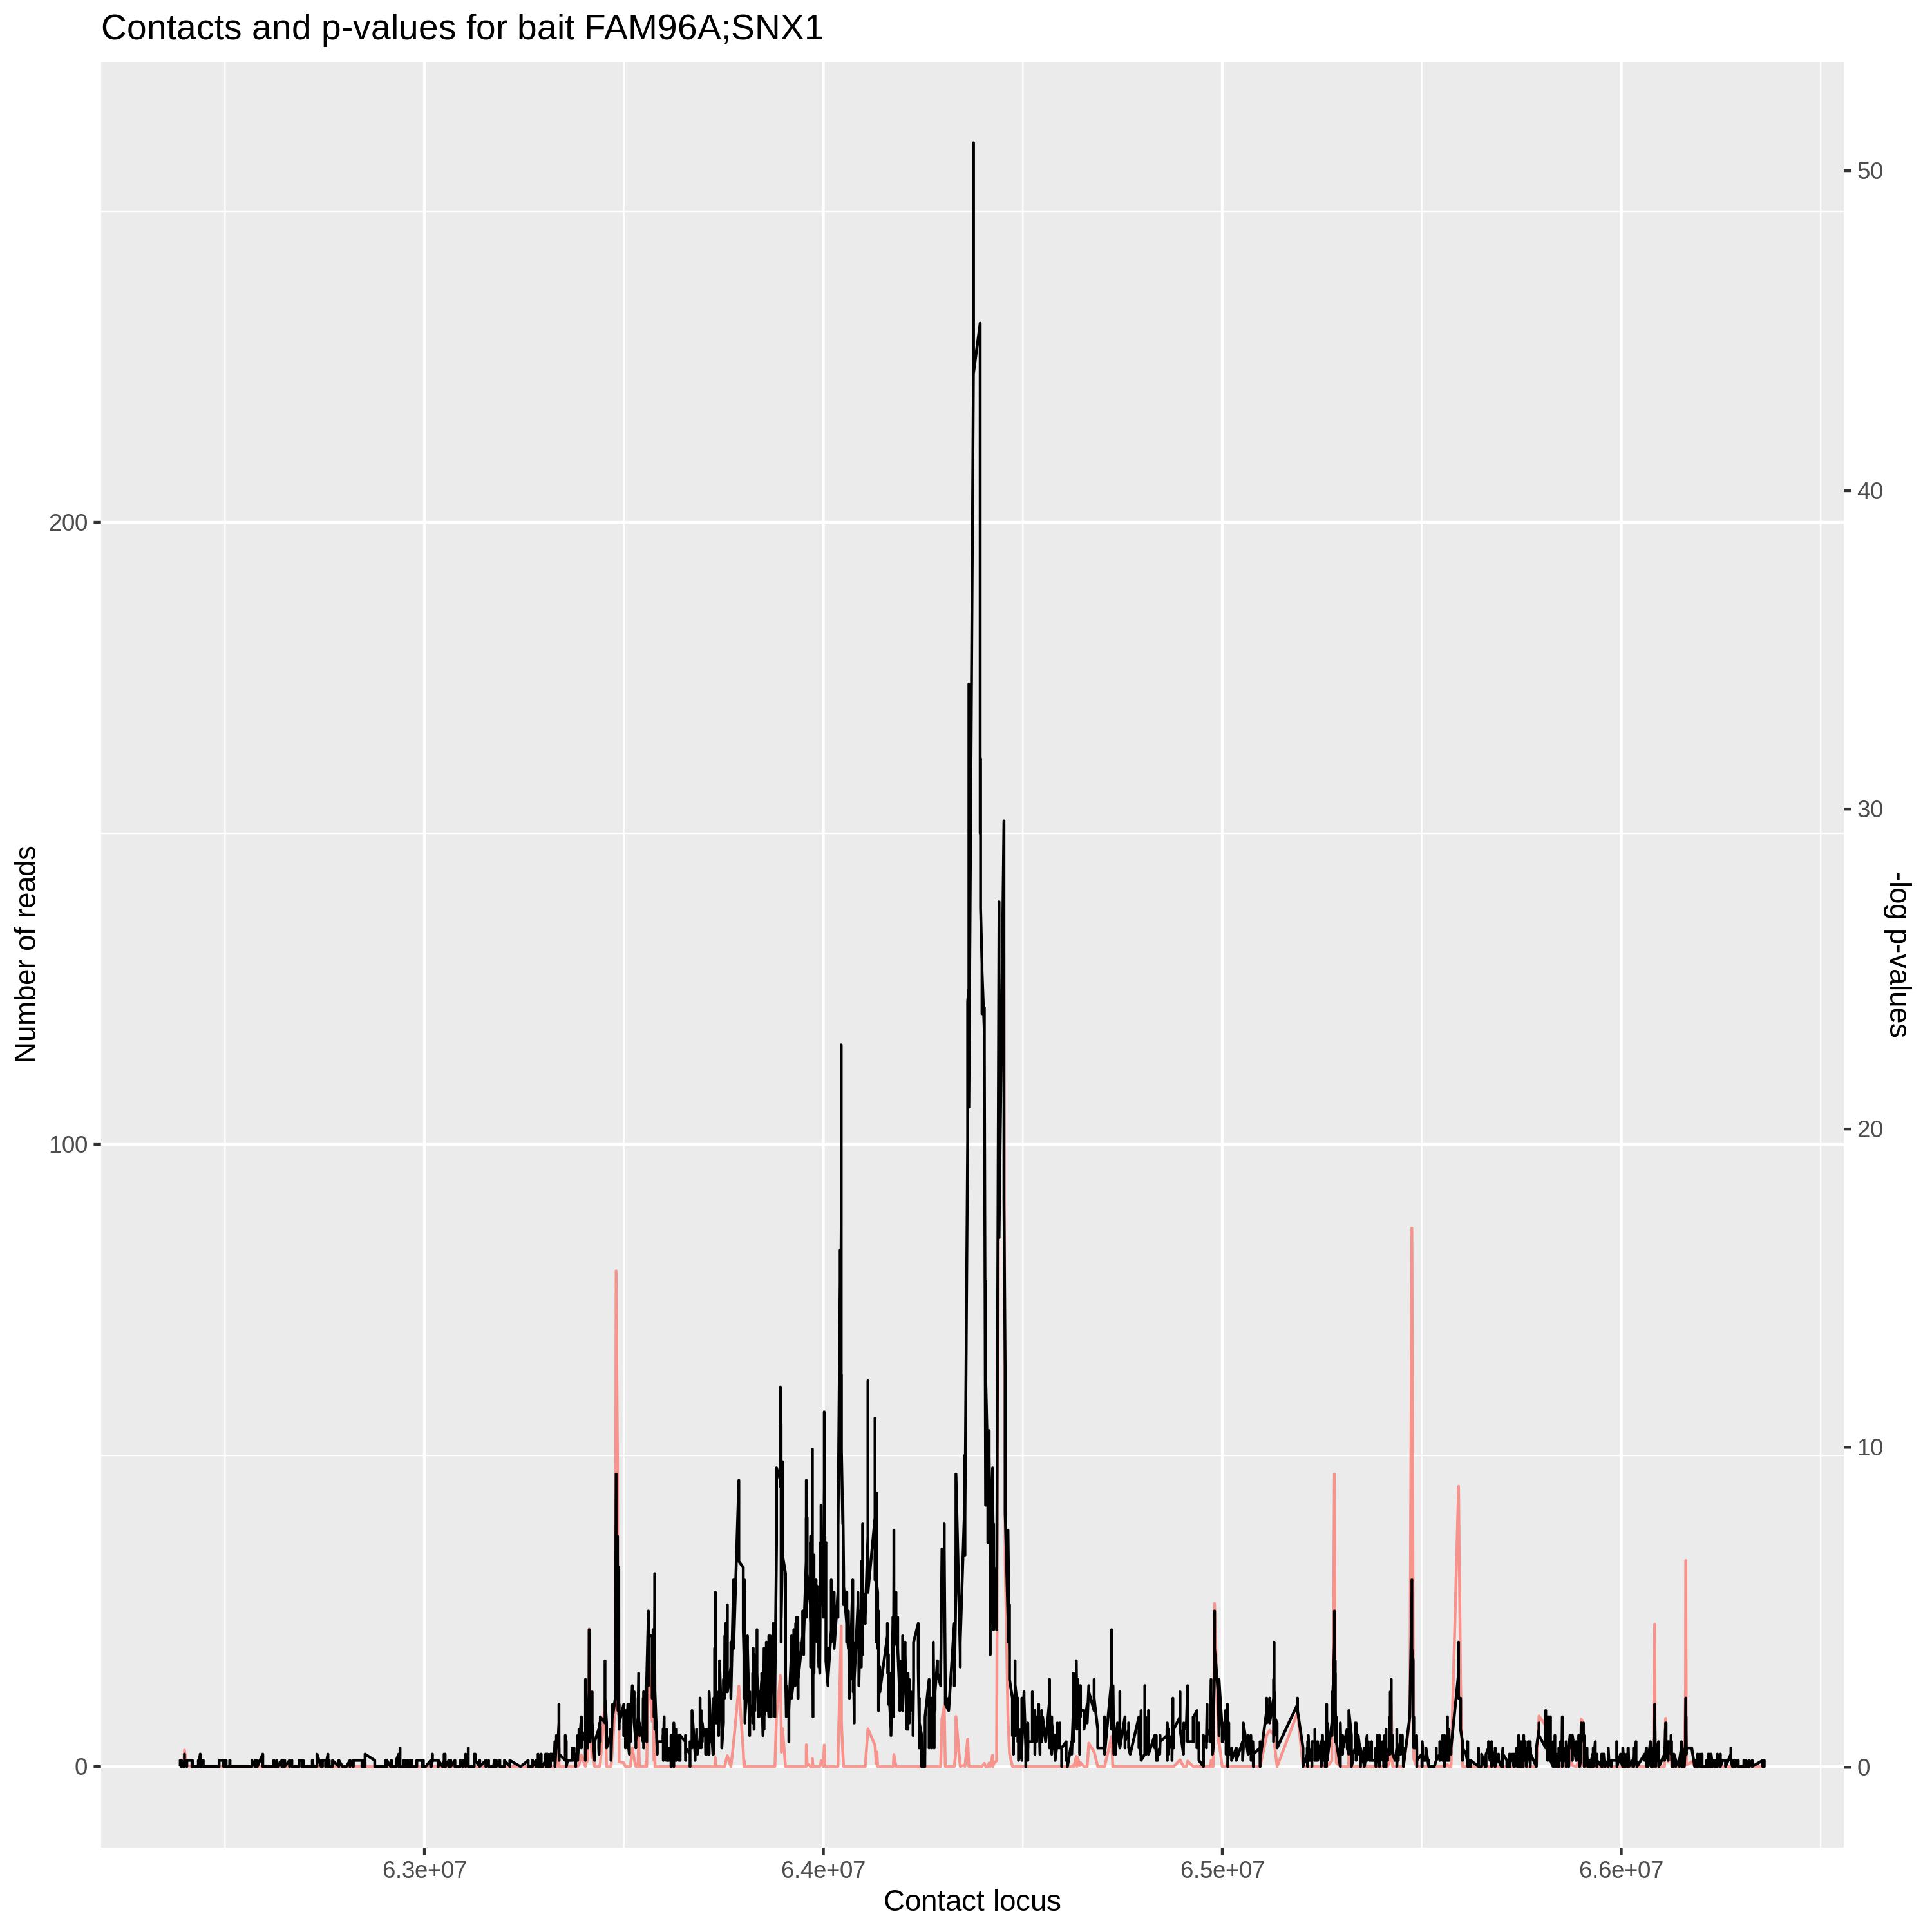 Contacts and p-values for bait FAM96A;SNX1
Number of reads
200
100
0
50
40
30
20
10
0
-log p-values
6.3e+07 6.4e+07 6.5e+07 6.6e+07
Contact locus